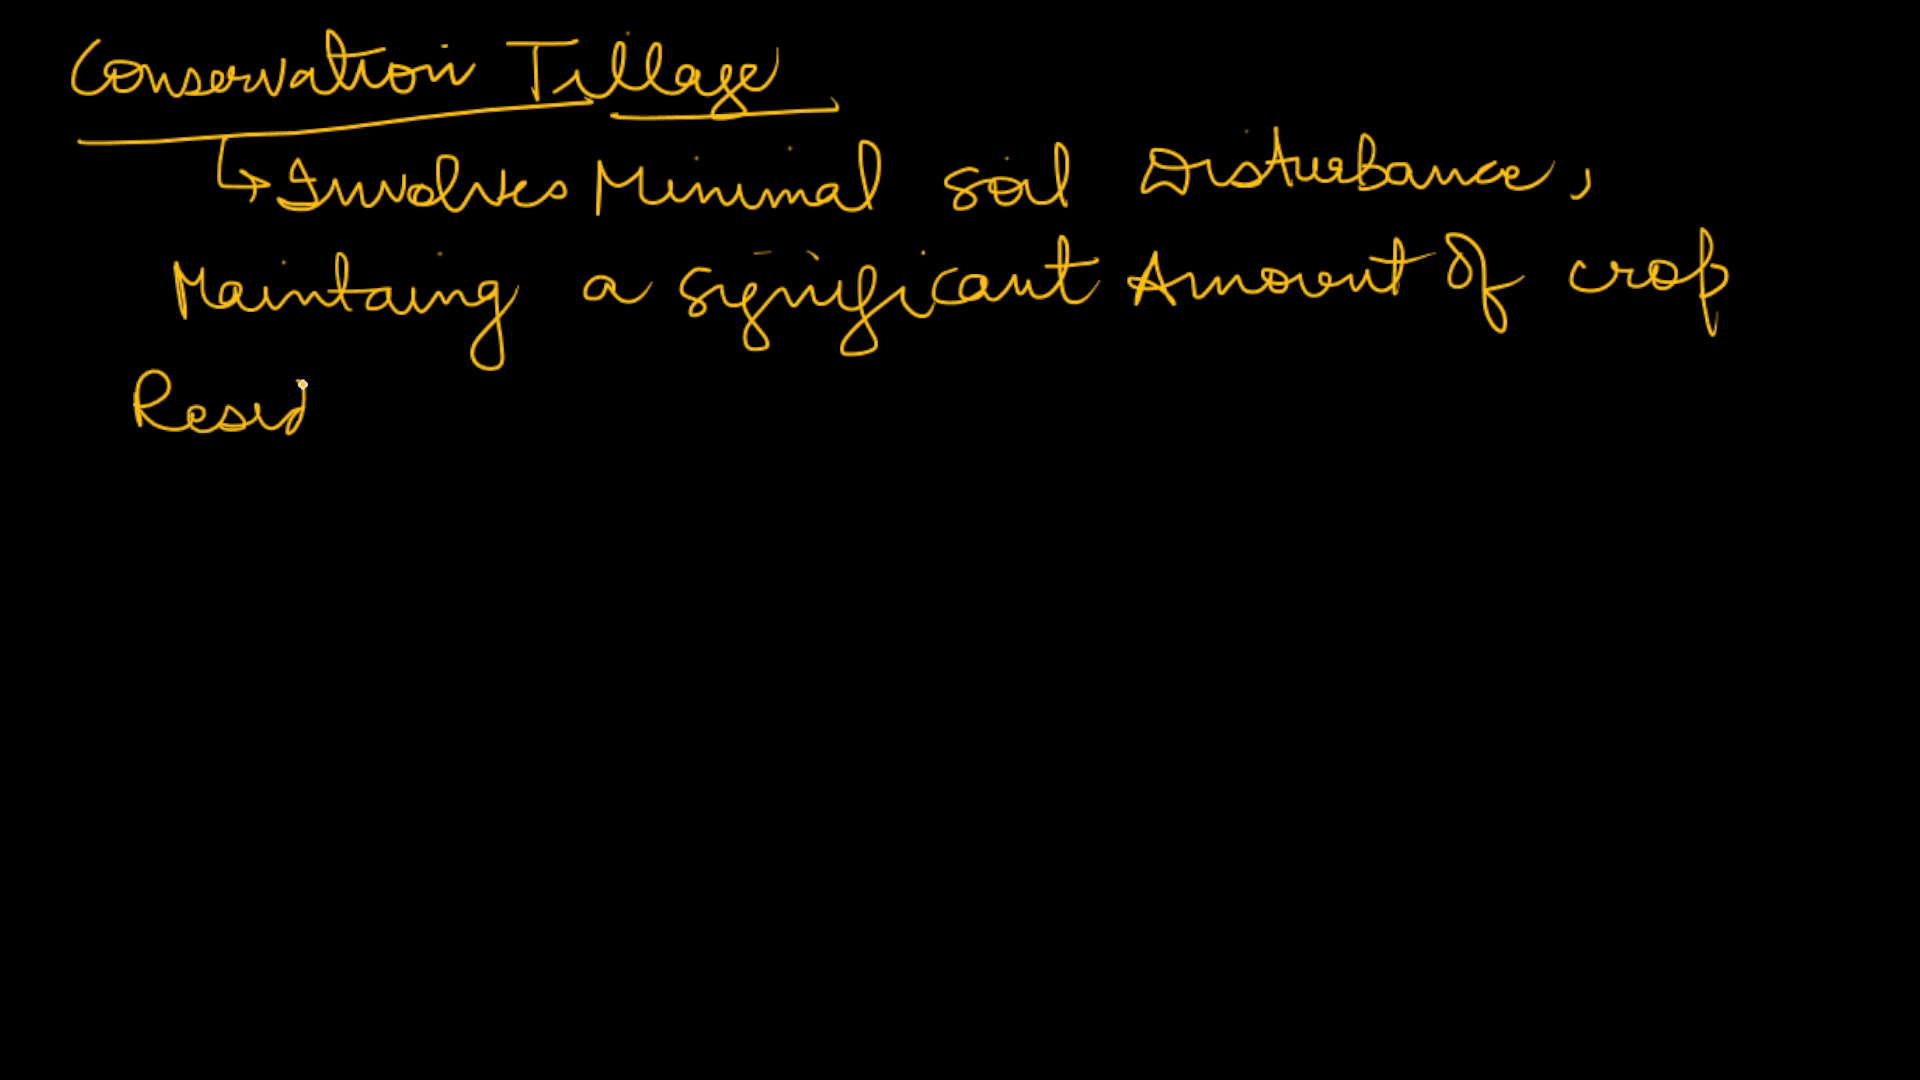 Conservation Tillage
↳ Involves Minimal soil Disturbance,
Maintaing a significant Amount Of crop
Resid